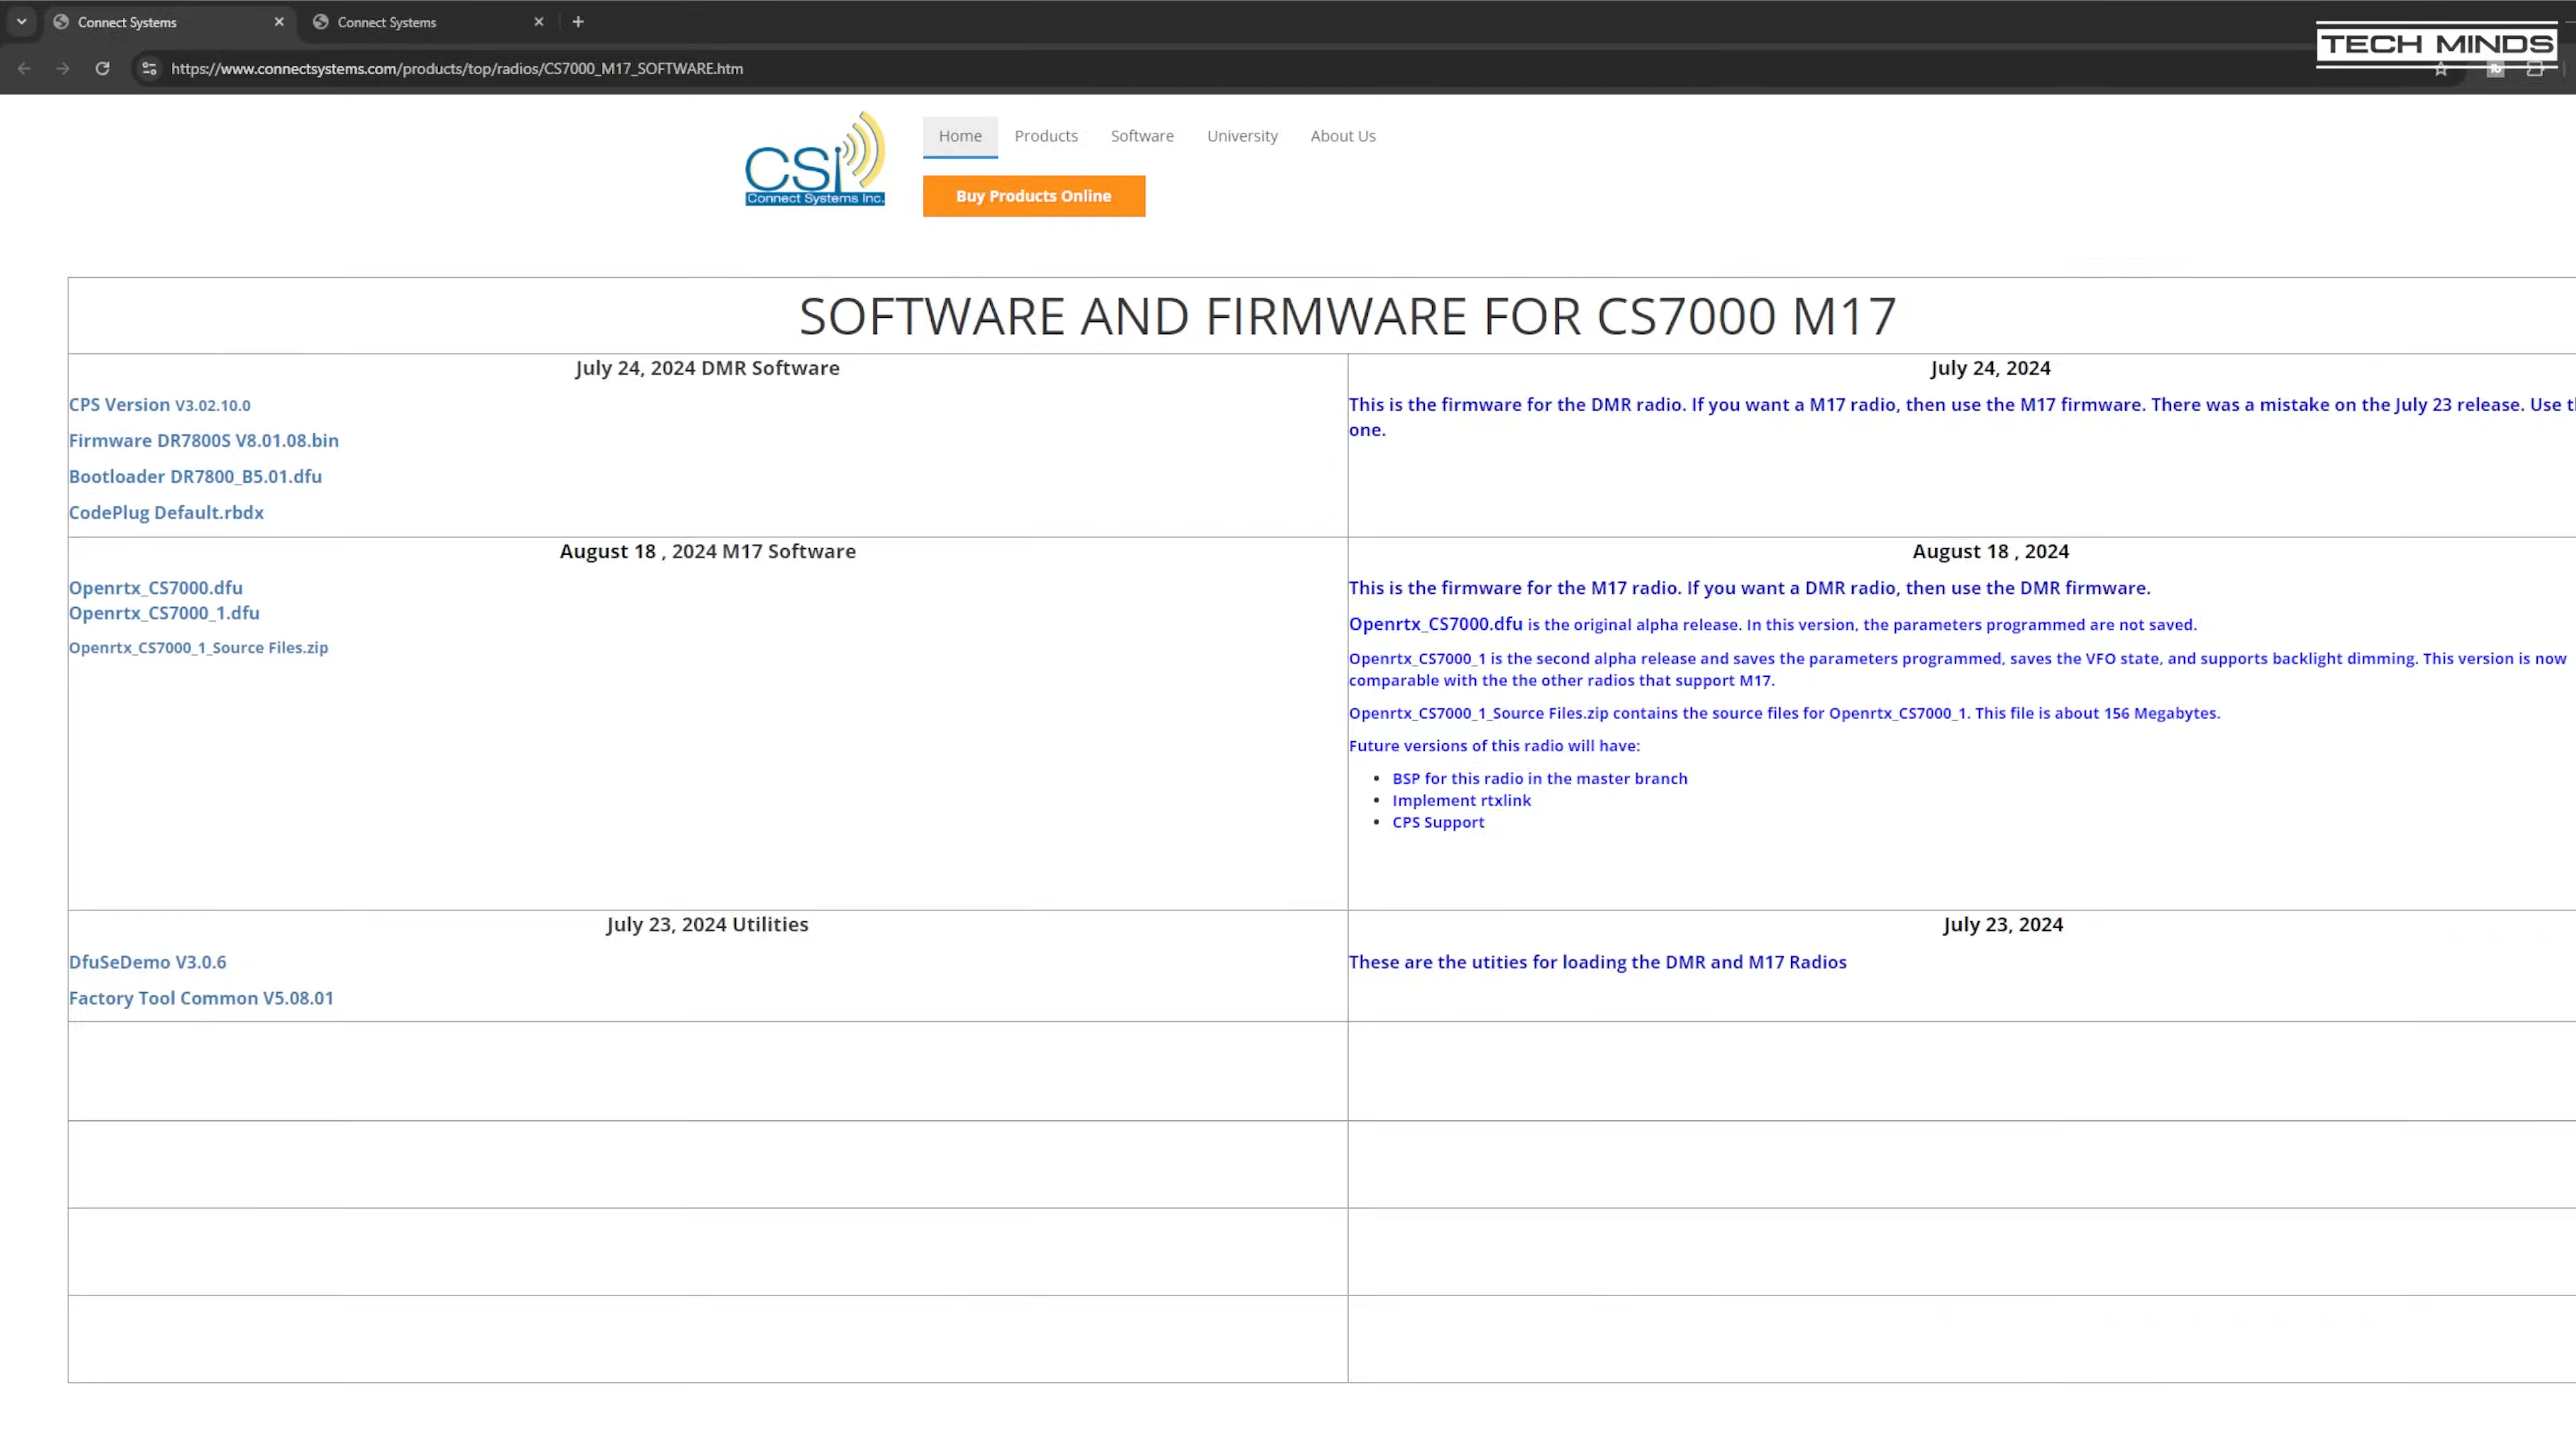 Connect Systems
Connect Systems
TECH MINDS
https://www.connectsystems.com/products/top/radios/CS7000_M17_SOFTWARE.htm
CSi
Connect Systems Inc.
Home Products Software University About Us
Buy Products Online
SOFTWARE AND FIRMWARE FOR CS7000 M17
July 24, 2024 DMR Software
CPS Version V3.02.10.0
Firmware DR7800S V8.01.08.bin
Bootloader DR7800_B5.01.dfu
CodePlug Default.rbdx
July 24, 2024
This is the firmware for the DMR radio. If you want a M17 radio, then use the M17 firmware. There was a mistake on the July 23 release. Use
one.
August 18 , 2024 M17 Software
Openrtx_CS7000.dfu
Openrtx_CS7000_1.dfu
Openrtx_CS7000_1_Source Files.zip
August 18 , 2024
This is the firmware for the M17 radio. If you want a DMR radio, then use the DMR firmware.
Openrtx_CS7000.dfu is the original alpha release. In this version, the parameters programmed are not saved.
Openrtx_CS7000_1 is the second alpha release and saves the parameters programmed, saves the VFO state, and supports backlight dimming. This version is now
comparable with the the other radios that support M17.
Openrtx_CS7000_1_Source Files.zip contains the source files for Openrtx_CS7000_1. This file is about 156 Megabytes.
Future versions of this radio will have:
• BSP for this radio in the master branch
• Implement rtxlink
• CPS Support
July 23, 2024 Utilities
DfuSeDemo V3.0.6
Factory Tool Common V5.08.01
July 23, 2024
These are the utities for loading the DMR and M17 Radios